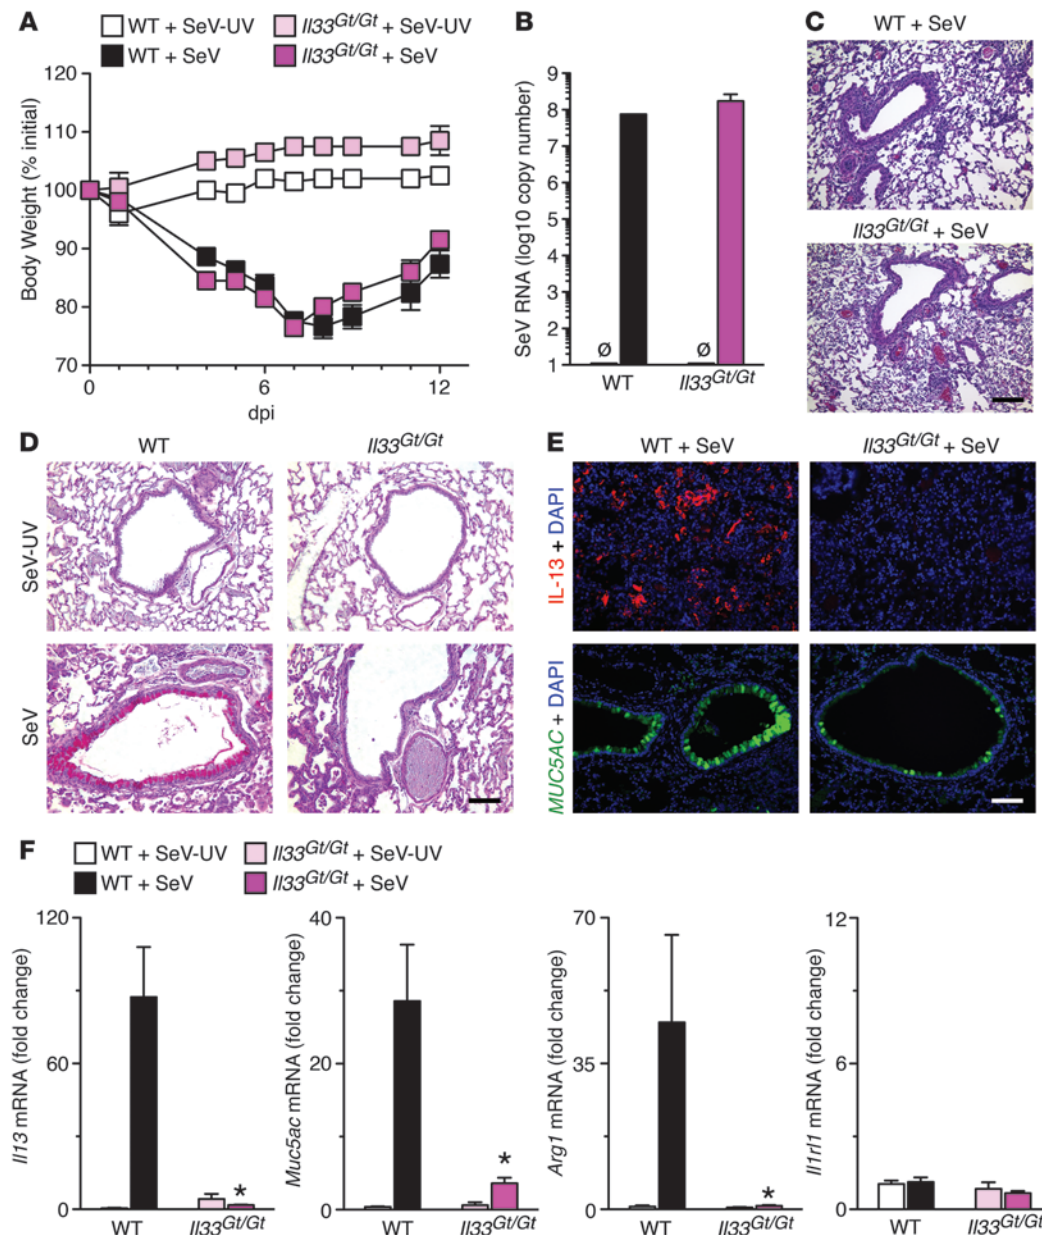 A
WT + SeV-UV
Il33Gt/Gt + SeV-UV
WT + SeV
Il33Gt/Gt + SeV
Body Weight (% initial)
120
110
100
90
80
70
0
6
12
dpi
B
SeV RNA (log10 copy number)
9
8
7
6
5
4
3
2
1
Ø
Ø
WT
Il33Gt/Gt
C
WT + SeV
Il33Gt/Gt + SeV
D
WT
Il33Gt/Gt
SeV-UV
SeV
E
WT + SeV
Il33Gt/Gt + SeV
IL-13 + DAPI
MUC5AC + DAPI
F
WT + SeV-UV
Il33Gt/Gt + SeV-UV
WT + SeV
Il33Gt/Gt + SeV
Il13 mRNA (fold change)
120
60
0
*
WT
Il33Gt/Gt
Muc5ac mRNA (fold change)
40
20
0
*
WT
Il33Gt/Gt
Arg1 mRNA (fold change)
70
35
0
*
WT
Il33Gt/Gt
Il1rl1 mRNA (fold change)
12
6
0
WT
Il33Gt/Gt